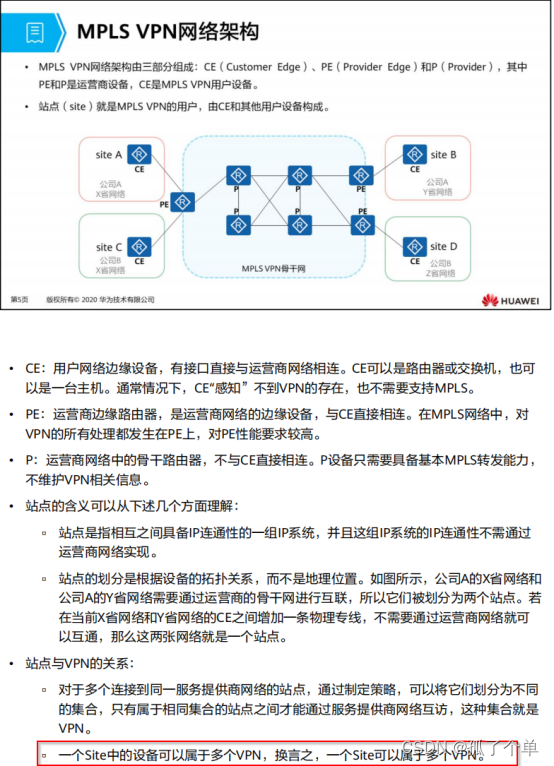 MPLS VPN网络架构
• MPLS VPN网络架构由三部分组成：CE（Customer Edge）、PE（Provider Edge）和P（Provider），其中
PE和P是运营商设备，CE是MPLS VPN用户设备。
• 站点（site）就是MPLS VPN的用户，由CE和其他用户设备构成。
site A
CE
公司A
X省网络
site B
CE
公司A
Y省网络
PE
P
P
PE
P
P
PE
site C
CE
公司B
X省网络
site D
CE
公司B
Z省网络
MPLS VPN骨干网
第5页 版权所有© 2020 华为技术有限公司
HUAWEI
• CE：用户网络边缘设备，有接口直接与运营商网络相连。CE可以是路由器或交换机，也可
以是一台主机。通常情况下，CE“感知”不到VPN的存在，也不需要支持MPLS。
• PE：运营商边缘路由器，是运营商网络的边缘设备，与CE直接相连。在MPLS网络中，对
VPN的所有处理都发生在PE上，对PE性能要求较高。
• P：运营商网络中的骨干路由器，不与CE直接相连。P设备只需要具备基本MPLS转发能力，
不维护VPN相关信息。
• 站点的含义可以从下述几个方面理解：
▫ 站点是指相互之间具备IP连通性的一组IP系统，并且这组IP系统的IP连通性不需通过
运营商网络实现。
▫ 站点的划分是根据设备的拓扑关系，而不是地理位置。如图所示，公司A的X省网络和
公司A的Y省网络需要通过运营商的骨干网进行互联，所以它们被划分为两个站点。若
在当前X省网络和Y省网络的CE之间增加一条物理专线，不需要通过运营商网络就可
以互通，那么这两张网络就是一个站点。
• 站点与VPN的关系：
▫ 对于多个连接到同一服务提供商网络的站点，通过制定策略，可以将它们划分为不同
的集合，只有属于相同集合的站点之间才能通过服务提供商网络互访，这种集合就是
VPN。
▫ 一个Site中的设备可以属于多个VPN，换言之，一个Site可以属于多个VPN。
CSDN @孤了个单